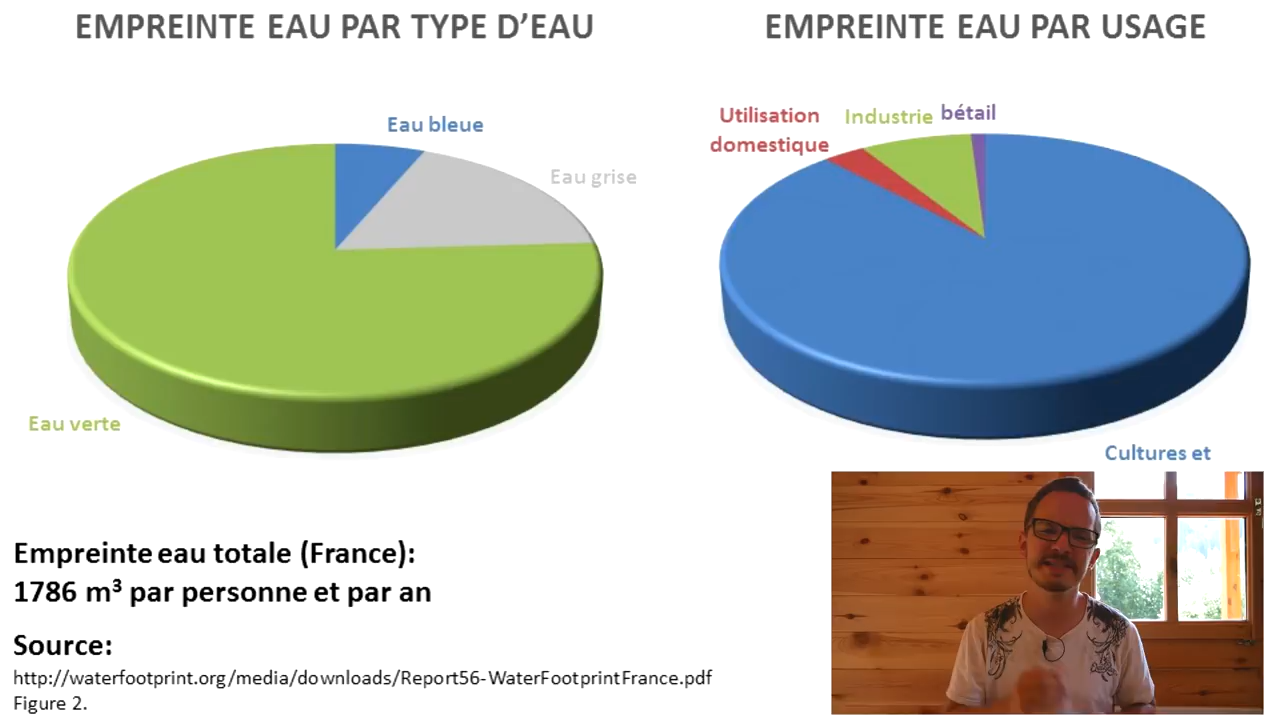 EMPREINTE EAU PAR TYPE D’EAU
EMPREINTE EAU PAR USAGE
Eau bleue
Eau grise
Eau verte
Utilisation
domestique
Industrie
bétail
Cultures et
Empreinte eau totale (France):
1786 m³ par personne et par an
Source:
http://waterfootprint.org/media/downloads/Report56-WaterFootprintFrance.pdf
Figure 2.